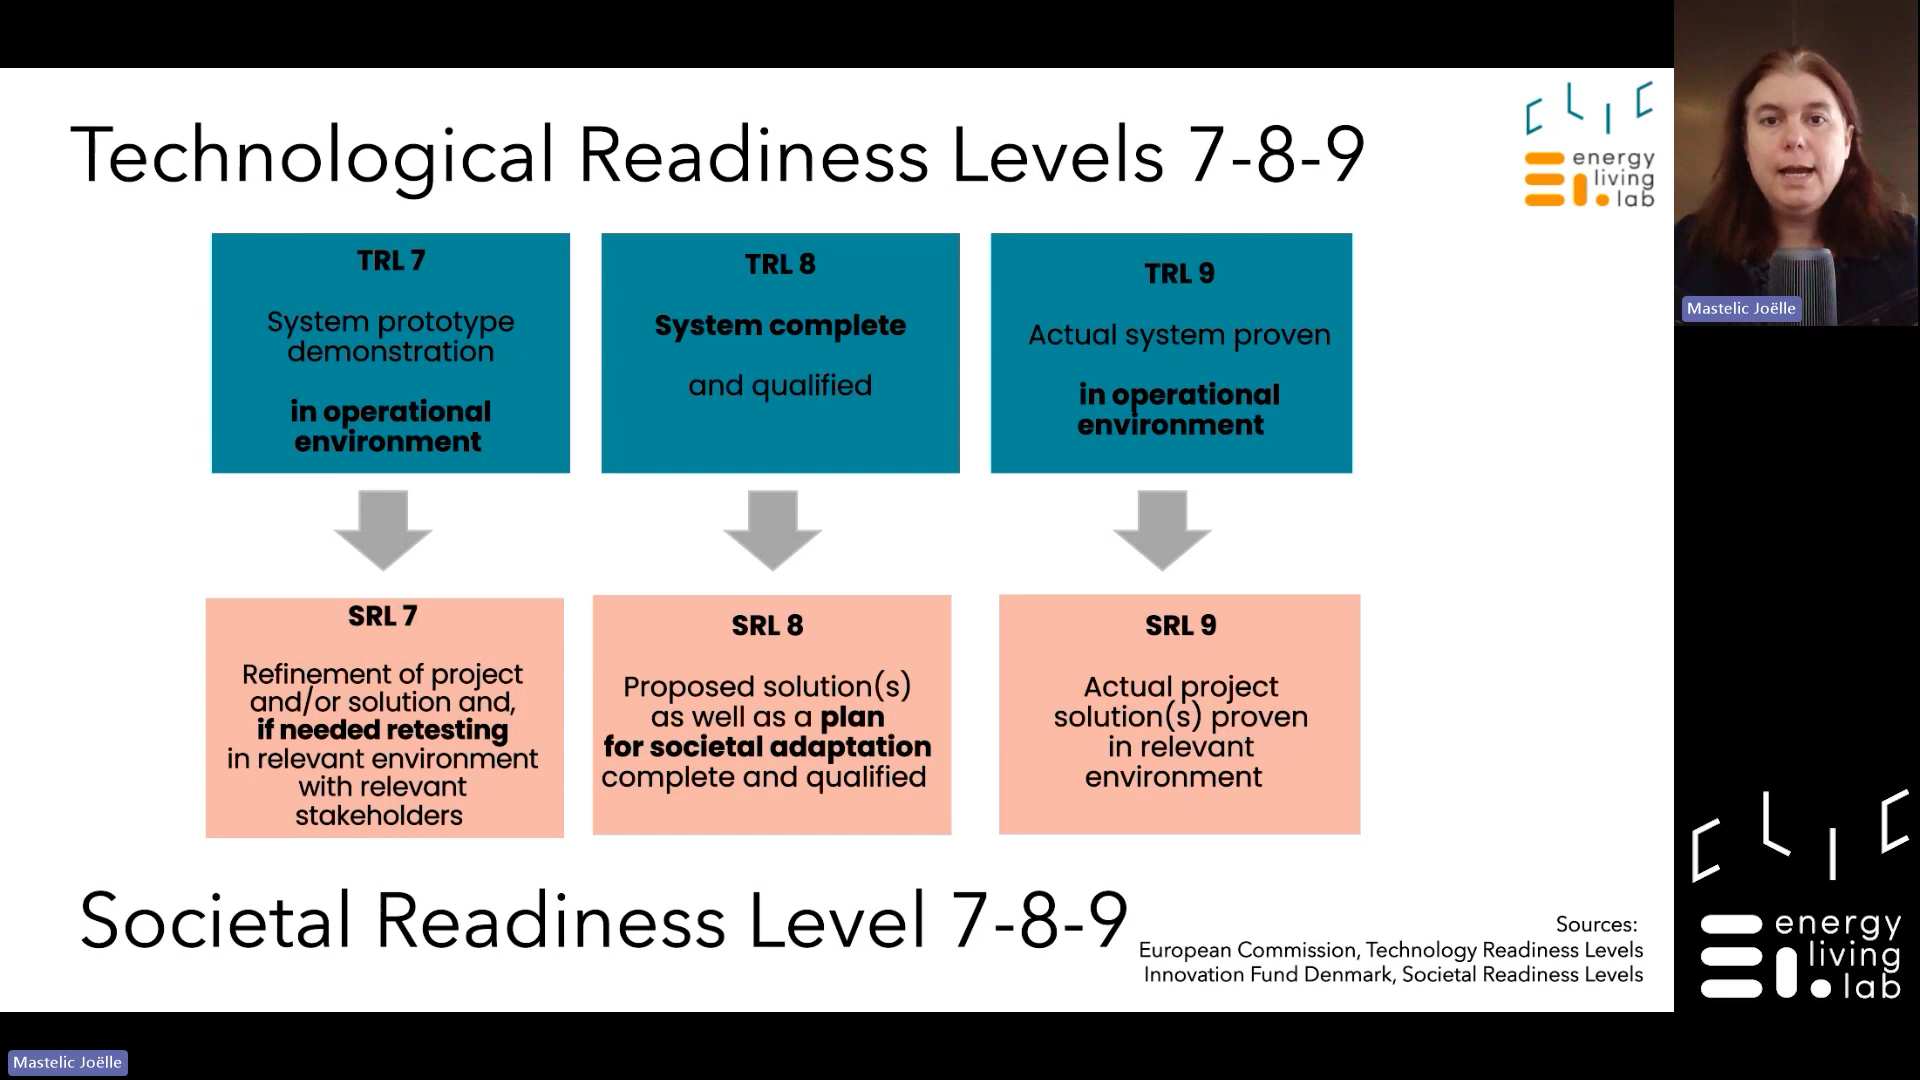 Technological Readiness Levels 7-8-9
CLIC
energy
living
lab
TRL 7
System prototype
demonstration
in operational
environment
TRL 8
System complete
and qualified
TRL 9
Actual system proven
in operational
environment
SRL 7
Refinement of project
and/or solution and,
if needed retesting
in relevant environment
with relevant
stakeholders
SRL 8
Proposed solution(s)
as well as a plan
for societal adaptation
complete and qualified
SRL 9
Actual project
solution(s) proven
in relevant
environment
Societal Readiness Level 7-8-9
Sources:
European Commission, Technology Readiness Levels
Innovation Fund Denmark, Societal Readiness Levels
Mastelic Joëlle
CLIC
energy
living
lab
Mastelic Joëlle